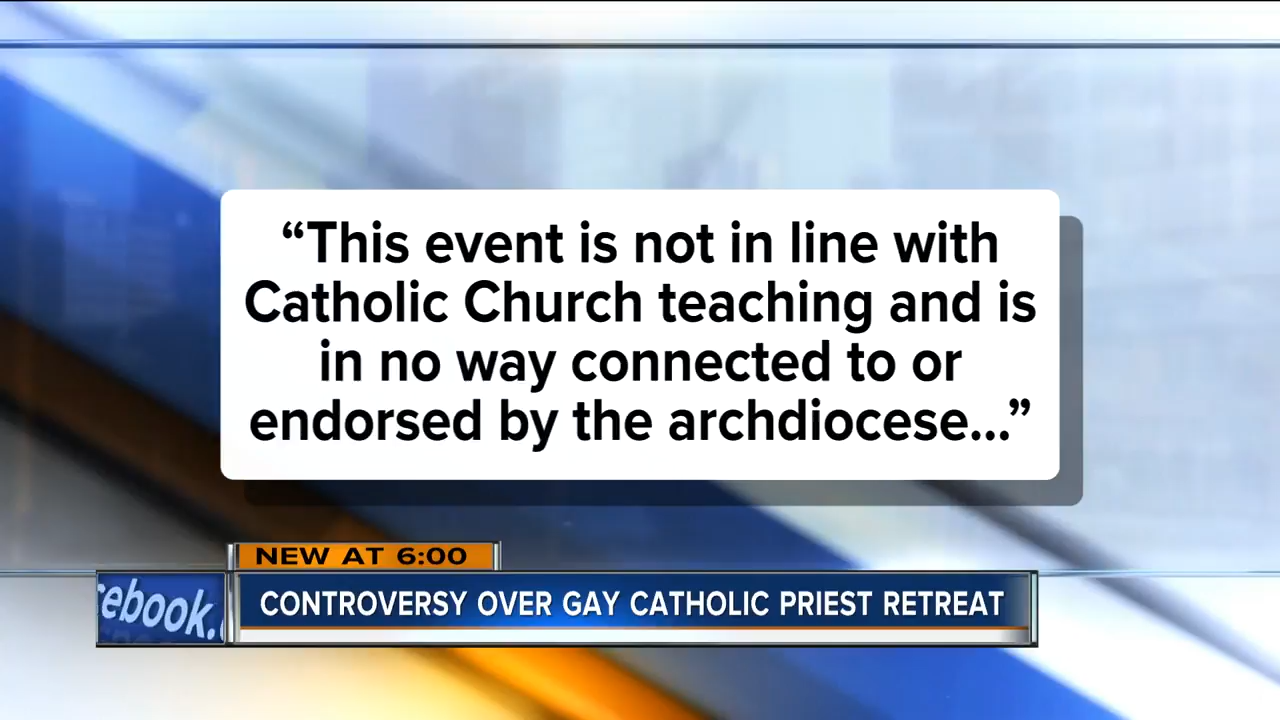 “This event is not in line with
Catholic Church teaching and is
in no way connected to or
endorsed by the archdiocese...”
NEW AT 6:00
ebook.
CONTROVERSY OVER GAY CATHOLIC PRIEST RETREAT